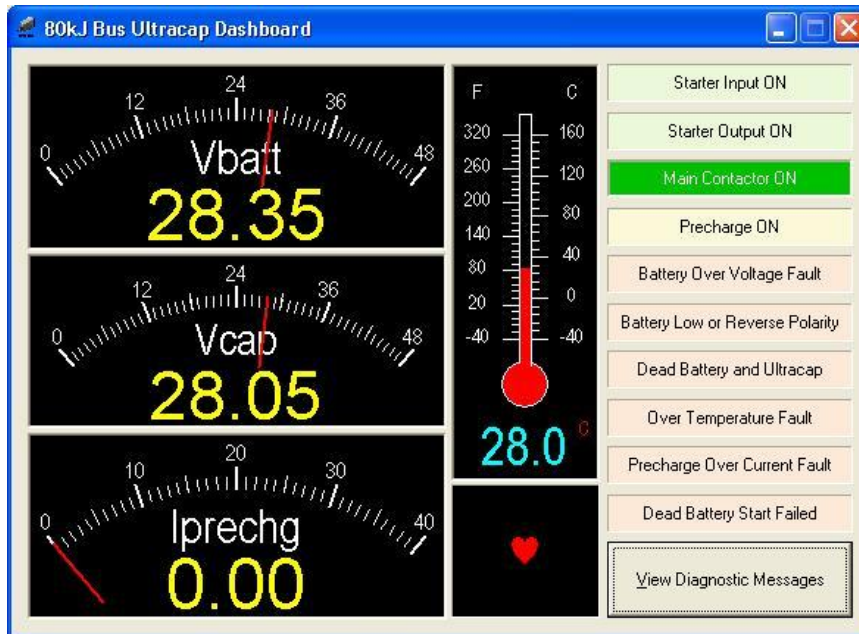 80kJ Bus Ultracap Dashboard
0 12 24 36 48
Vbatt
28.35
0 12 24 36 48
Vcap
28.05
0 10 20 30 40
Iprechg
0.00
F C
320 160
260 120
200 80
140 40
80 0
20 -40
-40
28.0 C
Starter Input ON
Starter Output ON
Main Contactor ON
Precharge ON
Battery Over Voltage Fault
Battery Low or Reverse Polarity
Dead Battery and Ultracap
Over Temperature Fault
Precharge Over Current Fault
Dead Battery Start Failed
View Diagnostic Messages